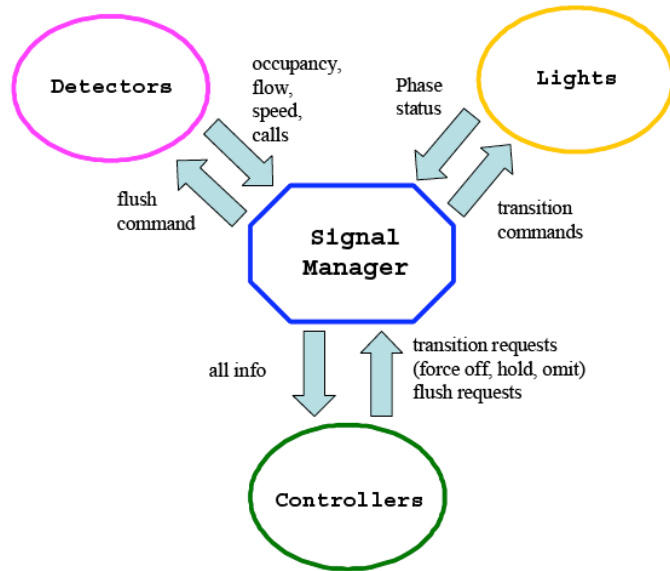 Detectors
occupancy,
flow,
speed,
calls
Phase
status
Lights
flush
command
Signal
Manager
transition
commands
all info
transition requests
(force off, hold, omit)
flush requests
Controllers